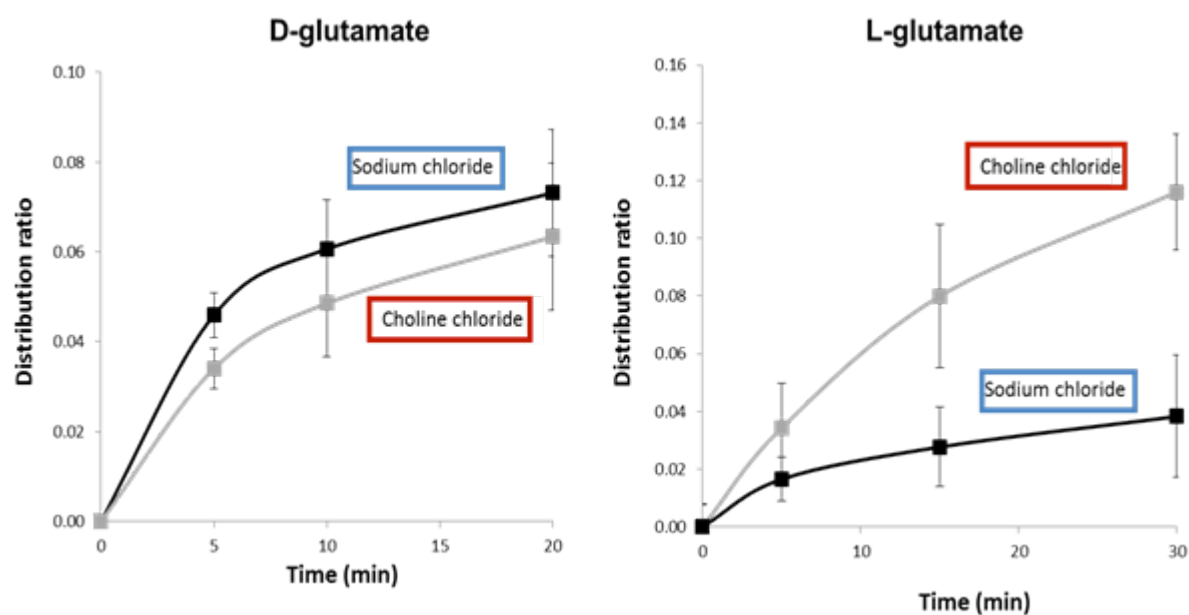 D-glutamate
0.10
0.08
0.06
0.04
0.02
0.00
Distribution ratio
Sodium chloride
Choline chloride
0 5 10 15 20
Time (min)
L-glutamate
0.16
0.14
0.12
0.10
0.08
0.06
0.04
0.02
0.00
Distribution ratio
Choline chloride
Sodium chloride
0 10 20 30
Time (min)